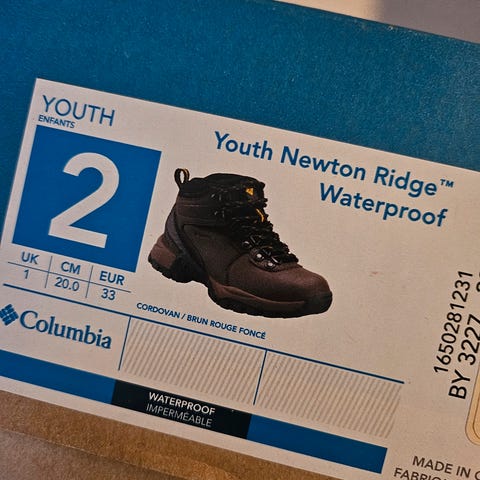 YOUTH
ENFANTS
2
Youth Newton Ridge™
Waterproof
UK CM EUR
1 20.0 33
CORDOVAN / BRUN ROUGE FONCÉ
Columbia
WATERPROOF
IMPERMÉABLE
1650281231
BY 3227
MADE IN